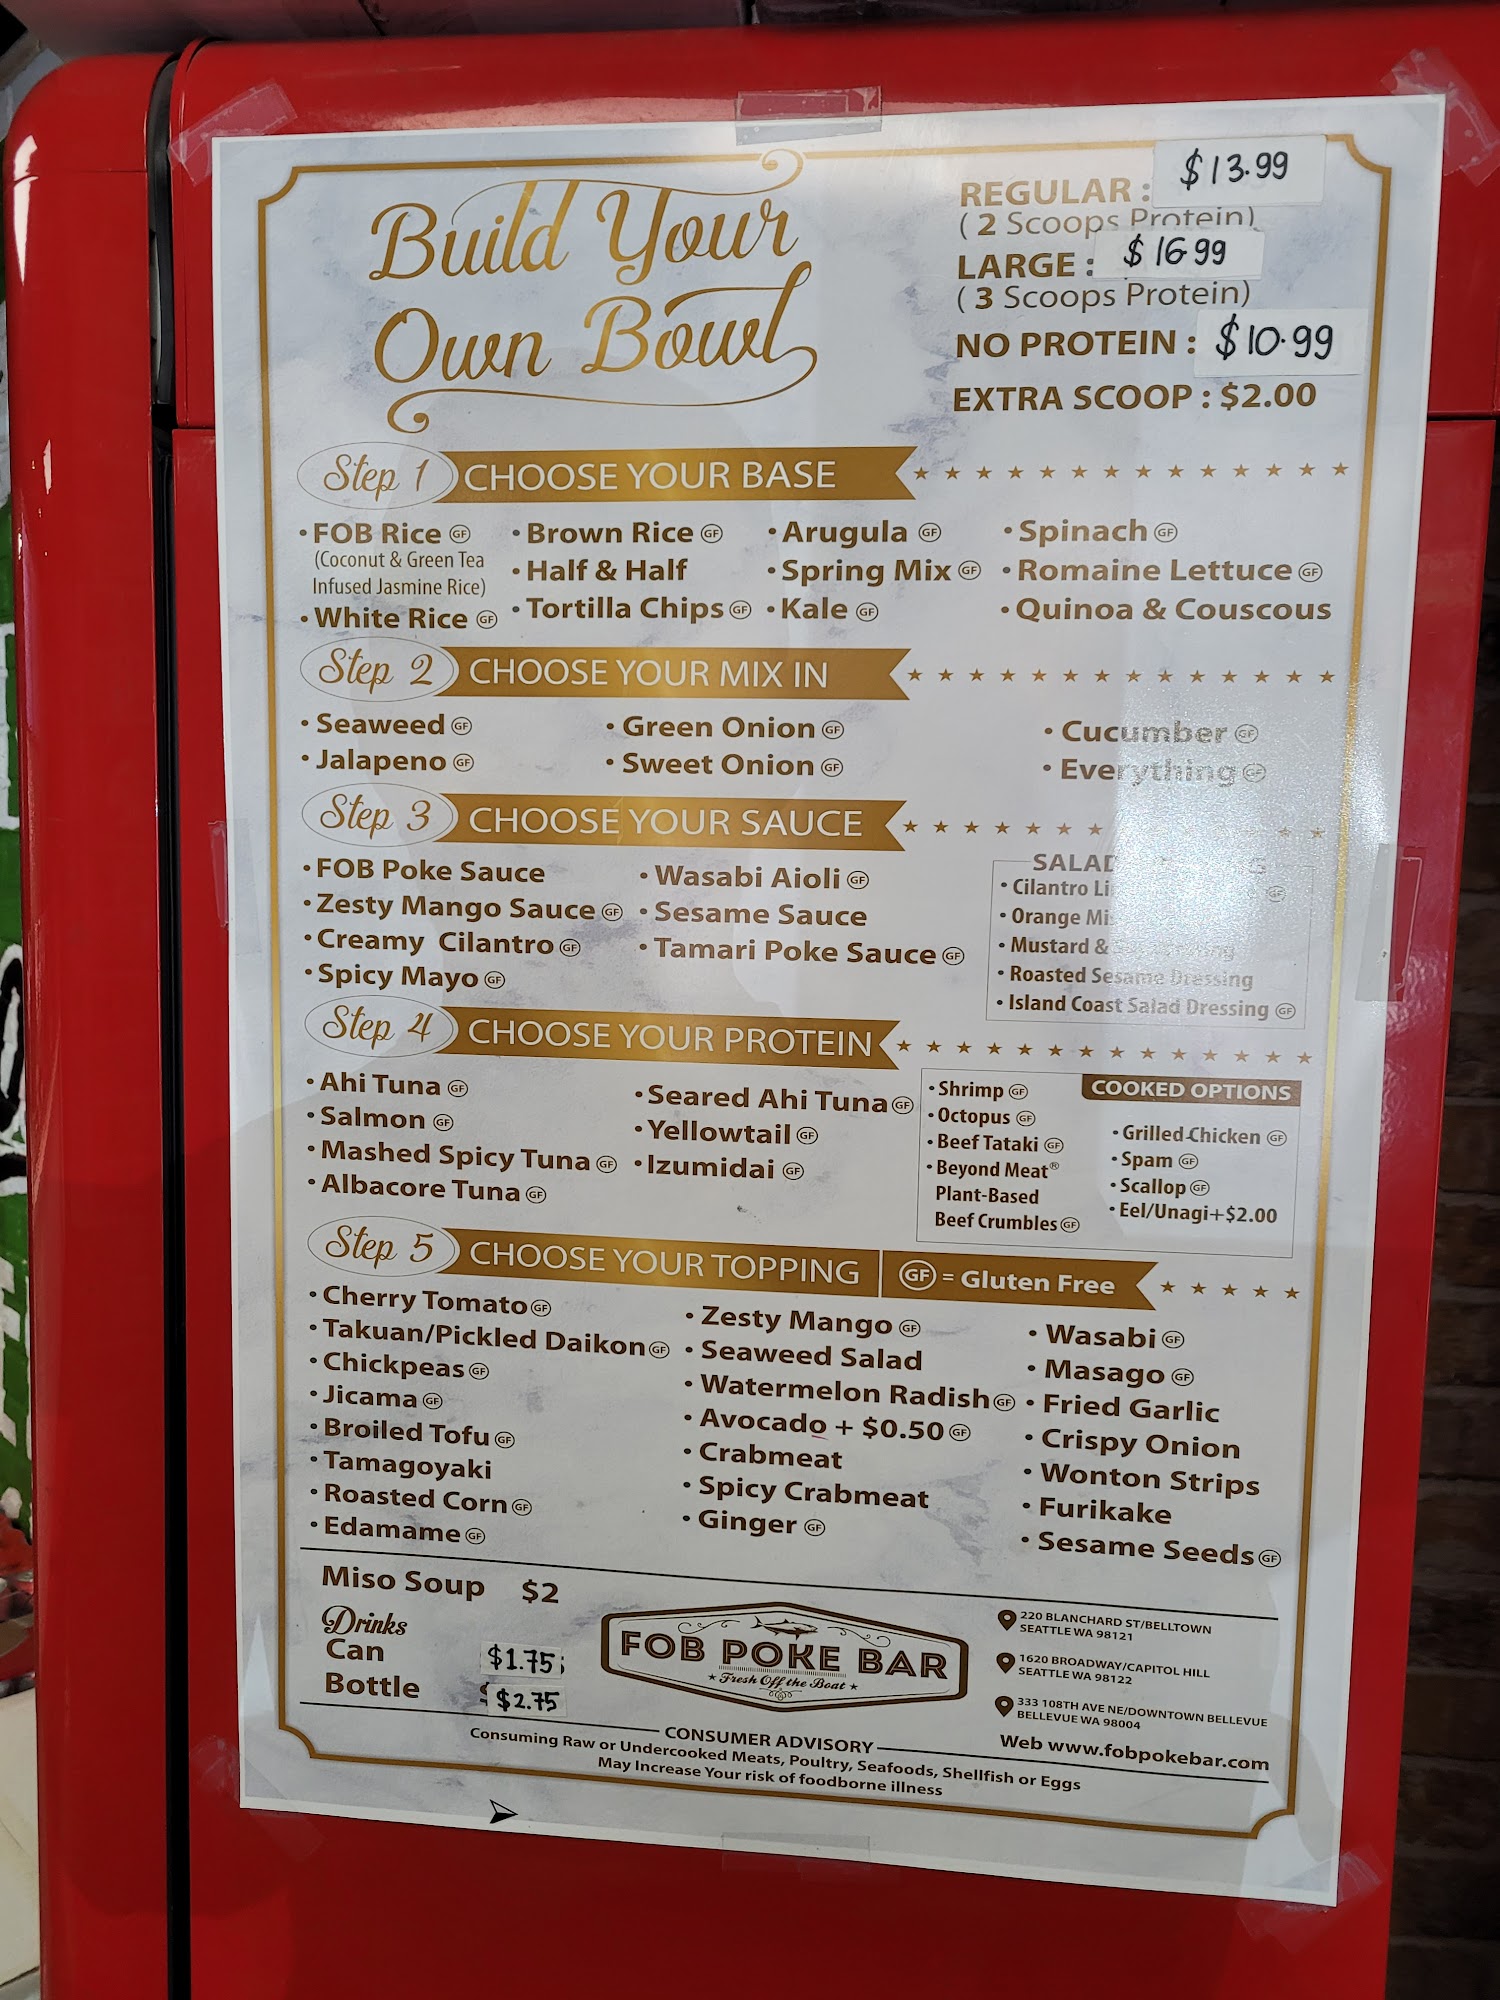 Build Your
Own Bowl
REGULAR : $13.99
( 2 Scoops Protein)
LARGE : $16.99
( 3 Scoops Protein)
NO PROTEIN : $10.99
EXTRA SCOOP : $2.00
Step 1 CHOOSE YOUR BASE
• FOB Rice GF
(Coconut & Green Tea
Infused Jasmine Rice)
• White Rice GF
• Brown Rice GF
• Half & Half
• Tortilla Chips GF
• Arugula GF
• Spring Mix GF
• Kale GF
• Spinach GF
• Romaine Lettuce GF
• Quinoa & Couscous
Step 2 CHOOSE YOUR MIX IN
• Seaweed GF
• Jalapeno GF
• Green Onion GF
• Sweet Onion GF
• Cucumber GF
• Everything GF
Step 3 CHOOSE YOUR SAUCE
• FOB Poke Sauce
• Zesty Mango Sauce GF
• Creamy Cilantro GF
• Spicy Mayo GF
• Wasabi Aioli GF
• Sesame Sauce
• Tamari Poke Sauce GF
SALAD
• Cilantro GF
• Orange
• Mustard &
• Roasted Sesame Dressing
• Island Coast Salad Dressing GF
Step 4 CHOOSE YOUR PROTEIN
• Ahi Tuna GF
• Salmon GF
• Mashed Spicy Tuna GF
• Albacore Tuna GF
• Seared Ahi Tuna GF
• Yellowtail GF
• Izumidai GF
COOKED OPTIONS
• Shrimp GF
• Octopus GF
• Beef Tataki GF
• Beyond Meat®
Plant-Based
Beef Crumbles GF
• Grilled Chicken GF
• Spam GF
• Scallop GF
• Eel/Unagi+$2.00
Step 5 CHOOSE YOUR TOPPING GF = Gluten Free
• Cherry Tomato GF
• Takuan/Pickled Daikon GF
• Chickpeas GF
• Jicama GF
• Broiled Tofu GF
• Tamagoyaki
• Roasted Corn GF
• Edamame GF
• Zesty Mango GF
• Seaweed Salad
• Watermelon Radish GF
• Avocado + $0.50 GF
• Crabmeat
• Spicy Crabmeat
• Ginger GF
• Wasabi GF
• Masago GF
• Fried Garlic
• Crispy Onion
• Wonton Strips
• Furikake
• Sesame Seeds GF
Miso Soup $2
Drinks
Can $1.75
Bottle $2.75
FOB POKE BAR
Fresh Off the Boat
220 BLANCHARD ST/BELLTOWN
SEATTLE WA 98121
1620 BROADWAY/CAPITOL HILL
SEATTLE WA 98122
333 108TH AVE NE/DOWNTOWN BELLEVUE
BELLEVUE WA 98004
Web www.fobpokebar.com
CONSUMER ADVISORY
Consuming Raw or Undercooked Meats, Poultry, Seafoods, Shellfish or Eggs
May Increase Your risk of foodborne illness